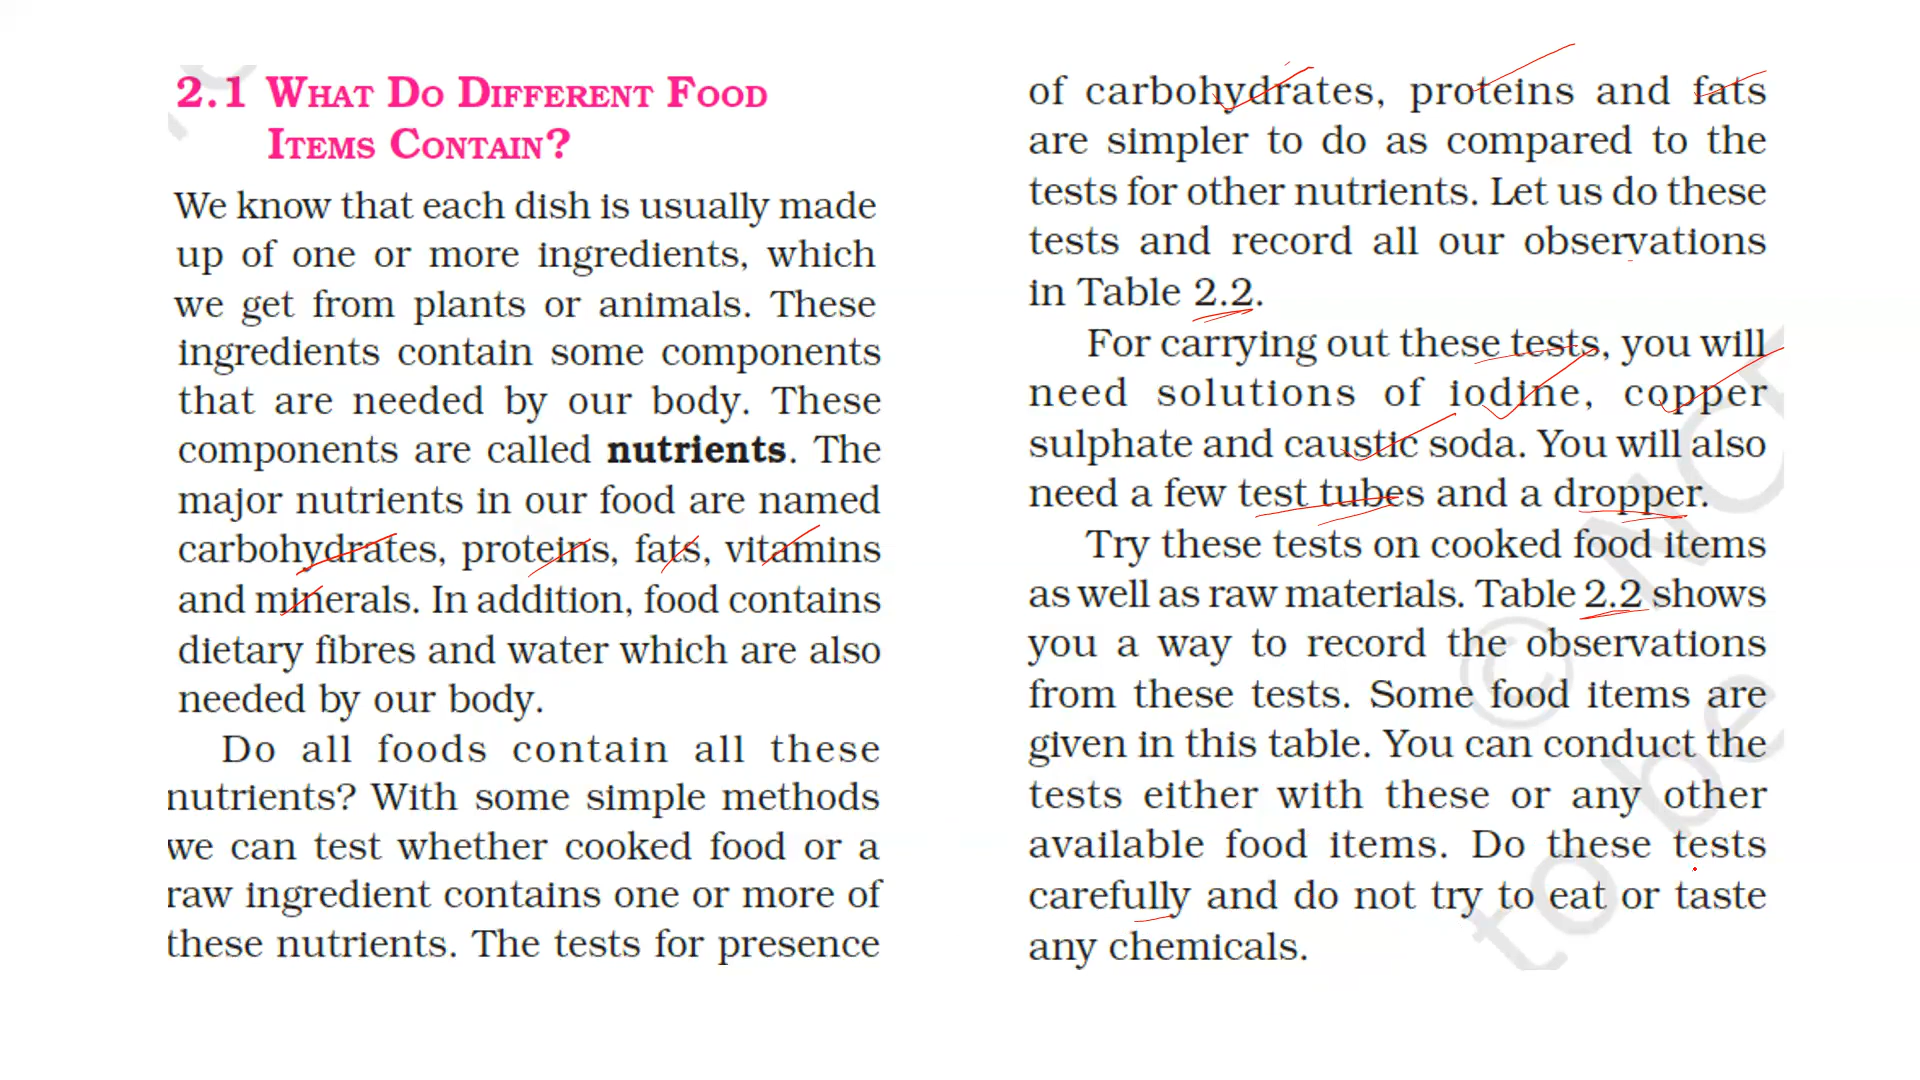 2.1 WHAT DO DIFFERENT FOOD
ITEMS CONTAIN?
We know that each dish is usually made
up of one or more ingredients, which
we get from plants or animals. These
ingredients contain some components
that are needed by our body. These
components are called nutrients. The
major nutrients in our food are named
carbohydrates, proteins, fats, vitamins
and minerals. In addition, food contains
dietary fibres and water which are also
needed by our body.
Do all foods contain all these
nutrients? With some simple methods
we can test whether cooked food or a
raw ingredient contains one or more of
these nutrients. The tests for presence
of carbohydrates, proteins and fats
are simpler to do as compared to the
tests for other nutrients. Let us do these
tests and record all our observations
in Table 2.2.
For carrying out these tests, you will
need solutions of iodine, copper
sulphate and caustic soda. You will also
need a few test tubes and a dropper.
Try these tests on cooked food items
as well as raw materials. Table 2.2 shows
you a way to record the observations
from these tests. Some food items are
given in this table. You can conduct the
tests either with these or any other
available food items. Do these tests
carefully and do not try to eat or taste
any chemicals.
©
to be